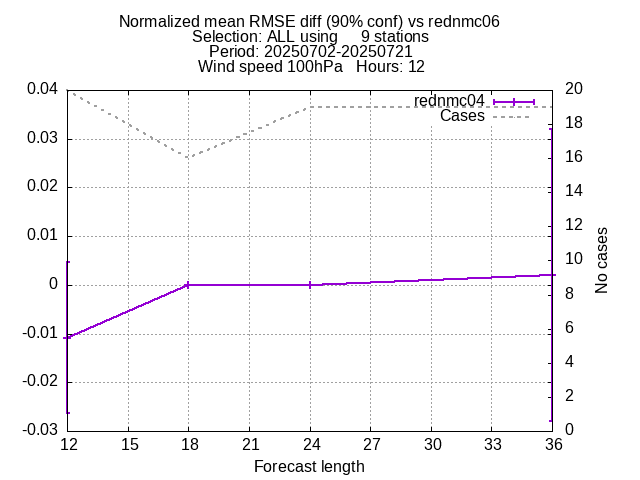 Normalized mean RMSE diff (90% conf) vs rednmc06
Selection: ALL using     9 stations
Period: 20250702-20250721
Wind speed 100hPa   Hours: 12
0.04
0.03
0.02
0.01
0
-0.01
-0.02
-0.03
rednmc04
Cases
20
18
16
14
12
10
8
6
4
2
0
No cases
12 15 18 21 24 27 30 33 36
Forecast length